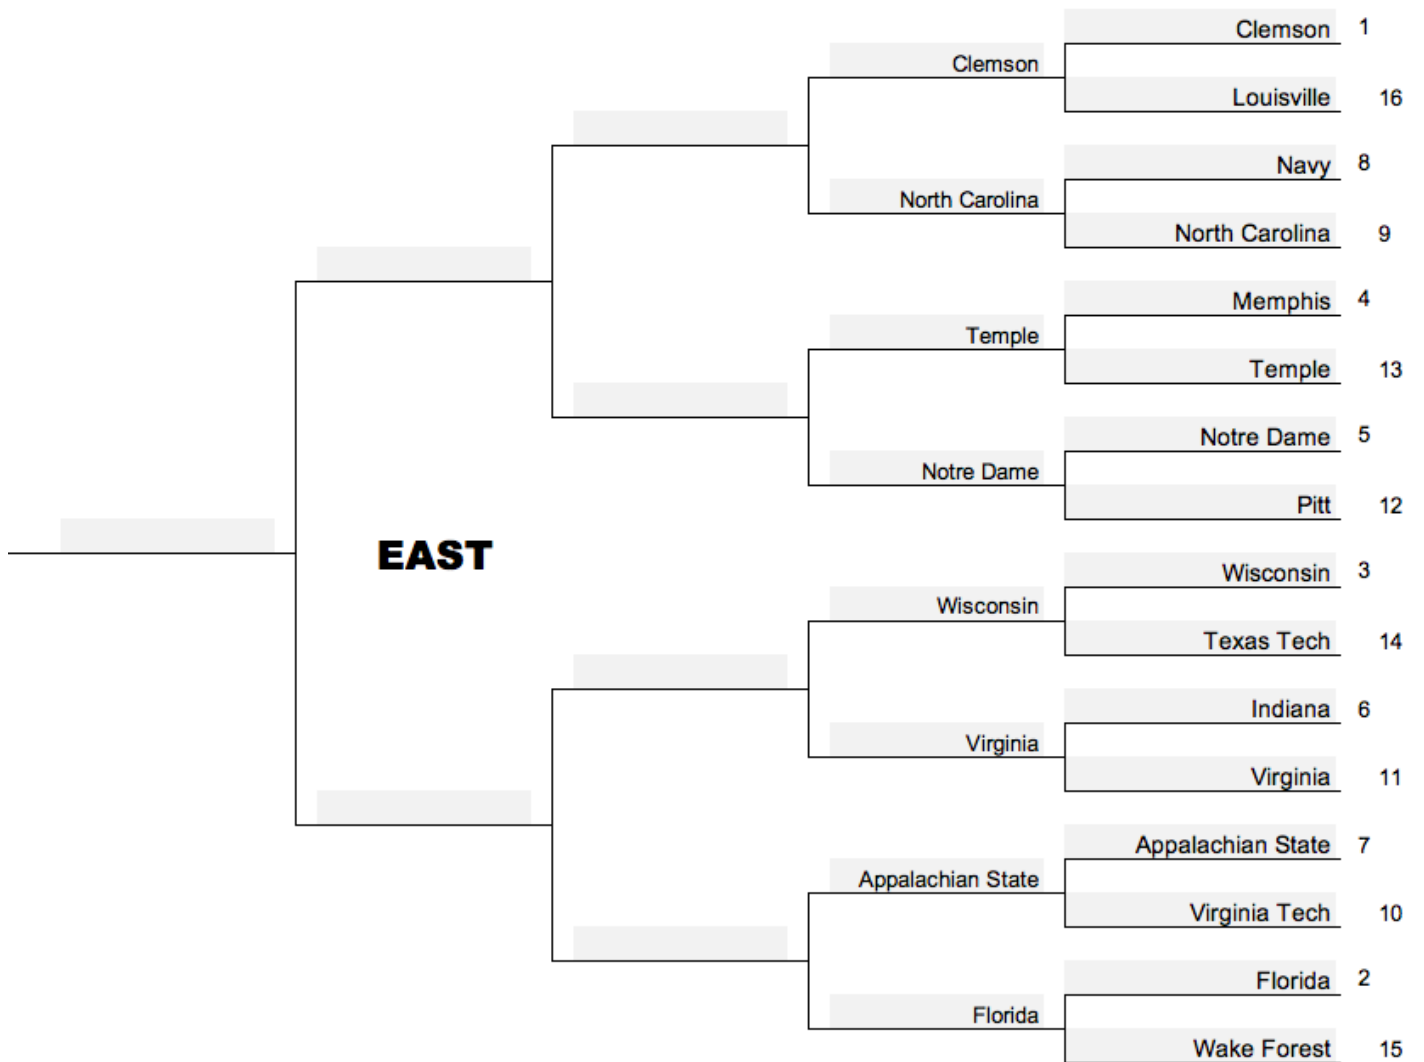 Clemson 1
Clemson
Louisville 16
Navy 8
North Carolina
North Carolina 9
Memphis 4
Temple
Temple 13
Notre Dame 5
Notre Dame
Pitt 12
EAST
Wisconsin 3
Wisconsin
Texas Tech 14
Indiana 6
Virginia
Virginia 11
Appalachian State 7
Appalachian State
Virginia Tech 10
Florida 2
Florida
Wake Forest 15